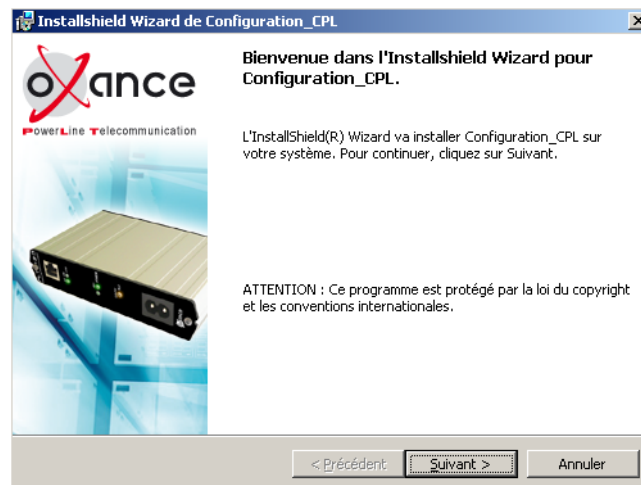 Installshield Wizard de Configuration_CPL
oXance
PowerLine Telecommunication
Bienvenue dans l'Installshield Wizard pour
Configuration_CPL.
L'InstallShield(R) Wizard va installer Configuration_CPL sur
votre système. Pour continuer, cliquez sur Suivant.
ATTENTION : Ce programme est protégé par la loi du copyright
et les conventions internationales.
< Précédent
Suivant >
Annuler